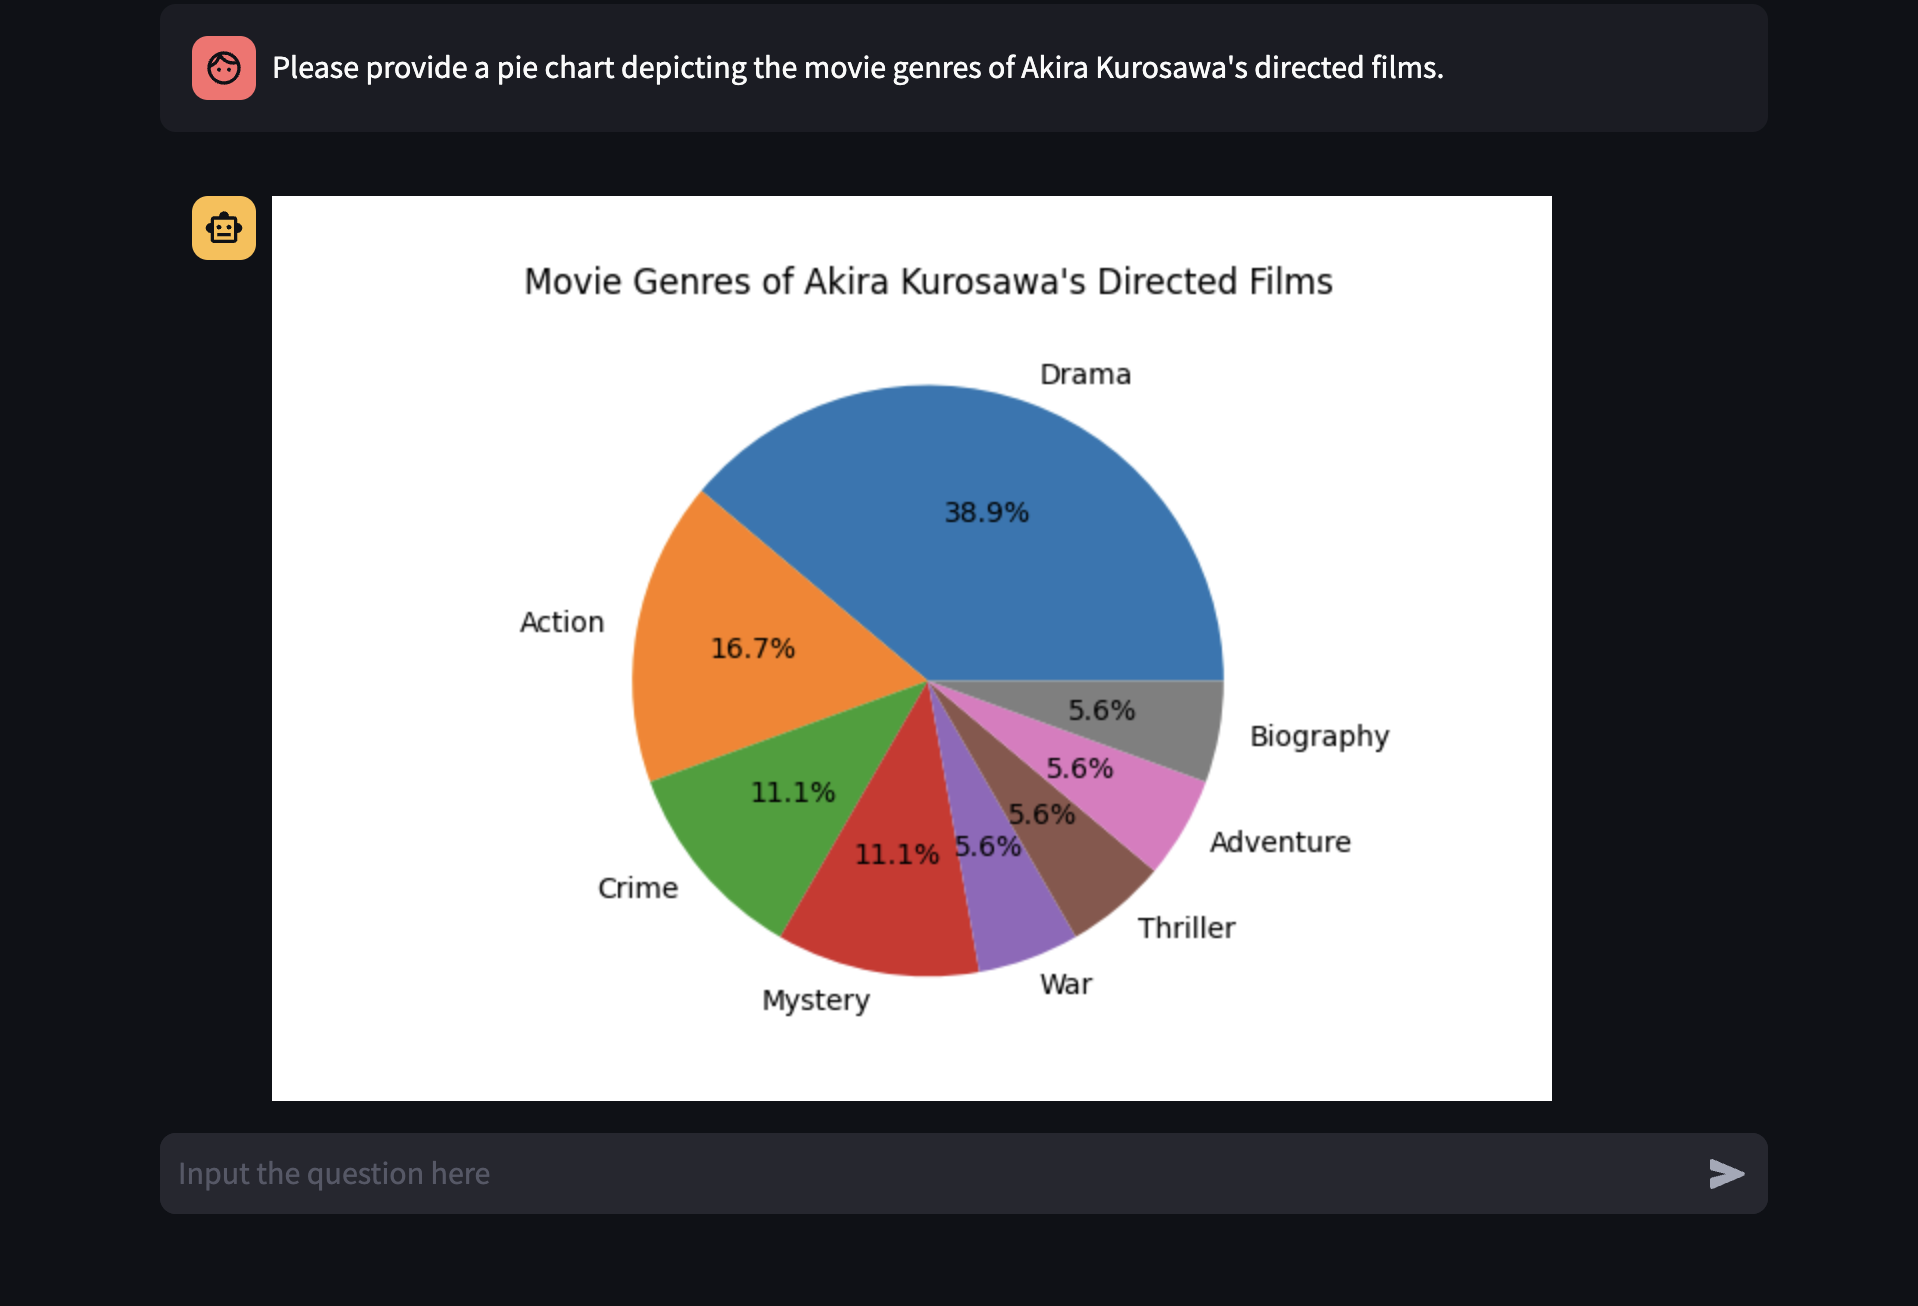 Please provide a pie chart depicting the movie genres of Akira Kurosawa's directed films.
Movie Genres of Akira Kurosawa's Directed Films
Drama
38.9%
Action
16.7%
5.6%
Biography
5.6%
11.1%
5.6%
Adventure
11.1%
5.6%
Crime
Thriller
War
Mystery
Input the question here